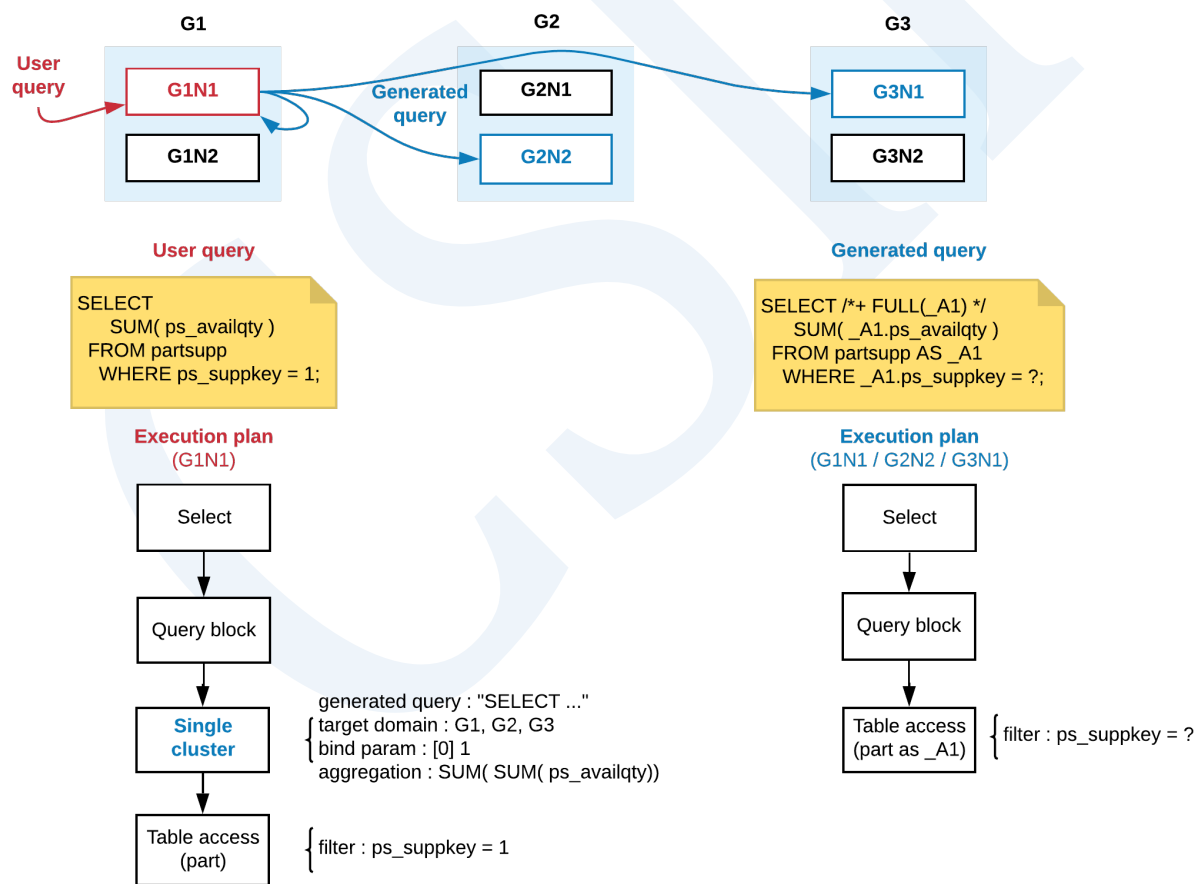 G1
G2
G3
User
query
G1N1
G1N2
Generated
query
G2N1
G2N2
G3N1
G3N2
User query
SELECT
SUM( ps_availqty )
FROM partsupp
WHERE ps_suppkey = 1;
Execution plan
(G1N1)
Select
Query block
Single
cluster
generated query : "SELECT ..."
target domain : G1, G2, G3
bind param : [0] 1
aggregation : SUM( SUM( ps_availqty))
Table access
(part)
filter : ps_suppkey = 1
Generated query
SELECT /*+ FULL(_A1) */
SUM( _A1.ps_availqty )
FROM partsupp AS _A1
WHERE _A1.ps_suppkey = ?;
Execution plan
(G1N1 / G2N2 / G3N1)
Select
Query block
Table access
(part as _A1)
filter : ps_suppkey = ?